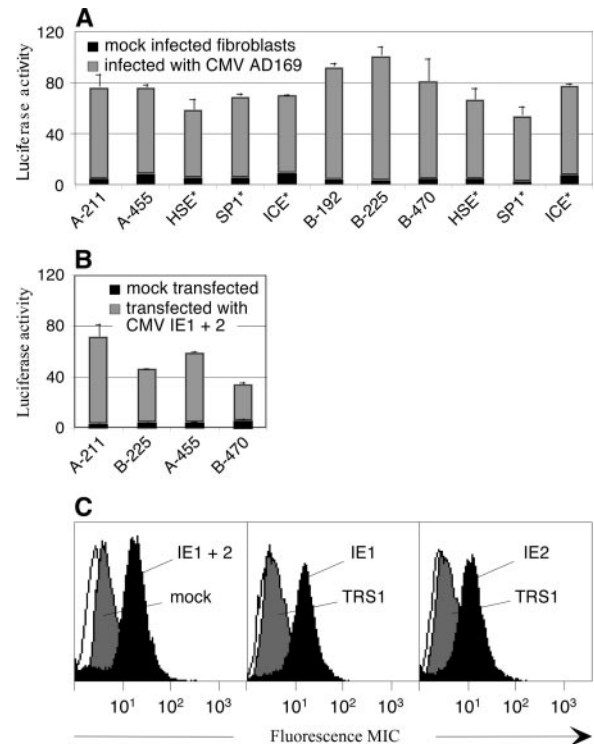 A
120
80
40
0
Luciferase activity
mock infected fibroblasts
infected with CMV AD169
A-211
A-455
HSE*
SP1*
ICE*
B-192
B-225
B-470
HSE*
SP1*
ICE*
B
120
80
40
0
Luciferase activity
mock transfected
transfected with
CMV IE1 + 2
A-211
B-225
A-455
B-470
C
IE1 + 2
mock
IE1
TRS1
IE2
TRS1
10¹ 10² 10³
10¹ 10² 10³
10¹ 10² 10³
Fluorescence MIC